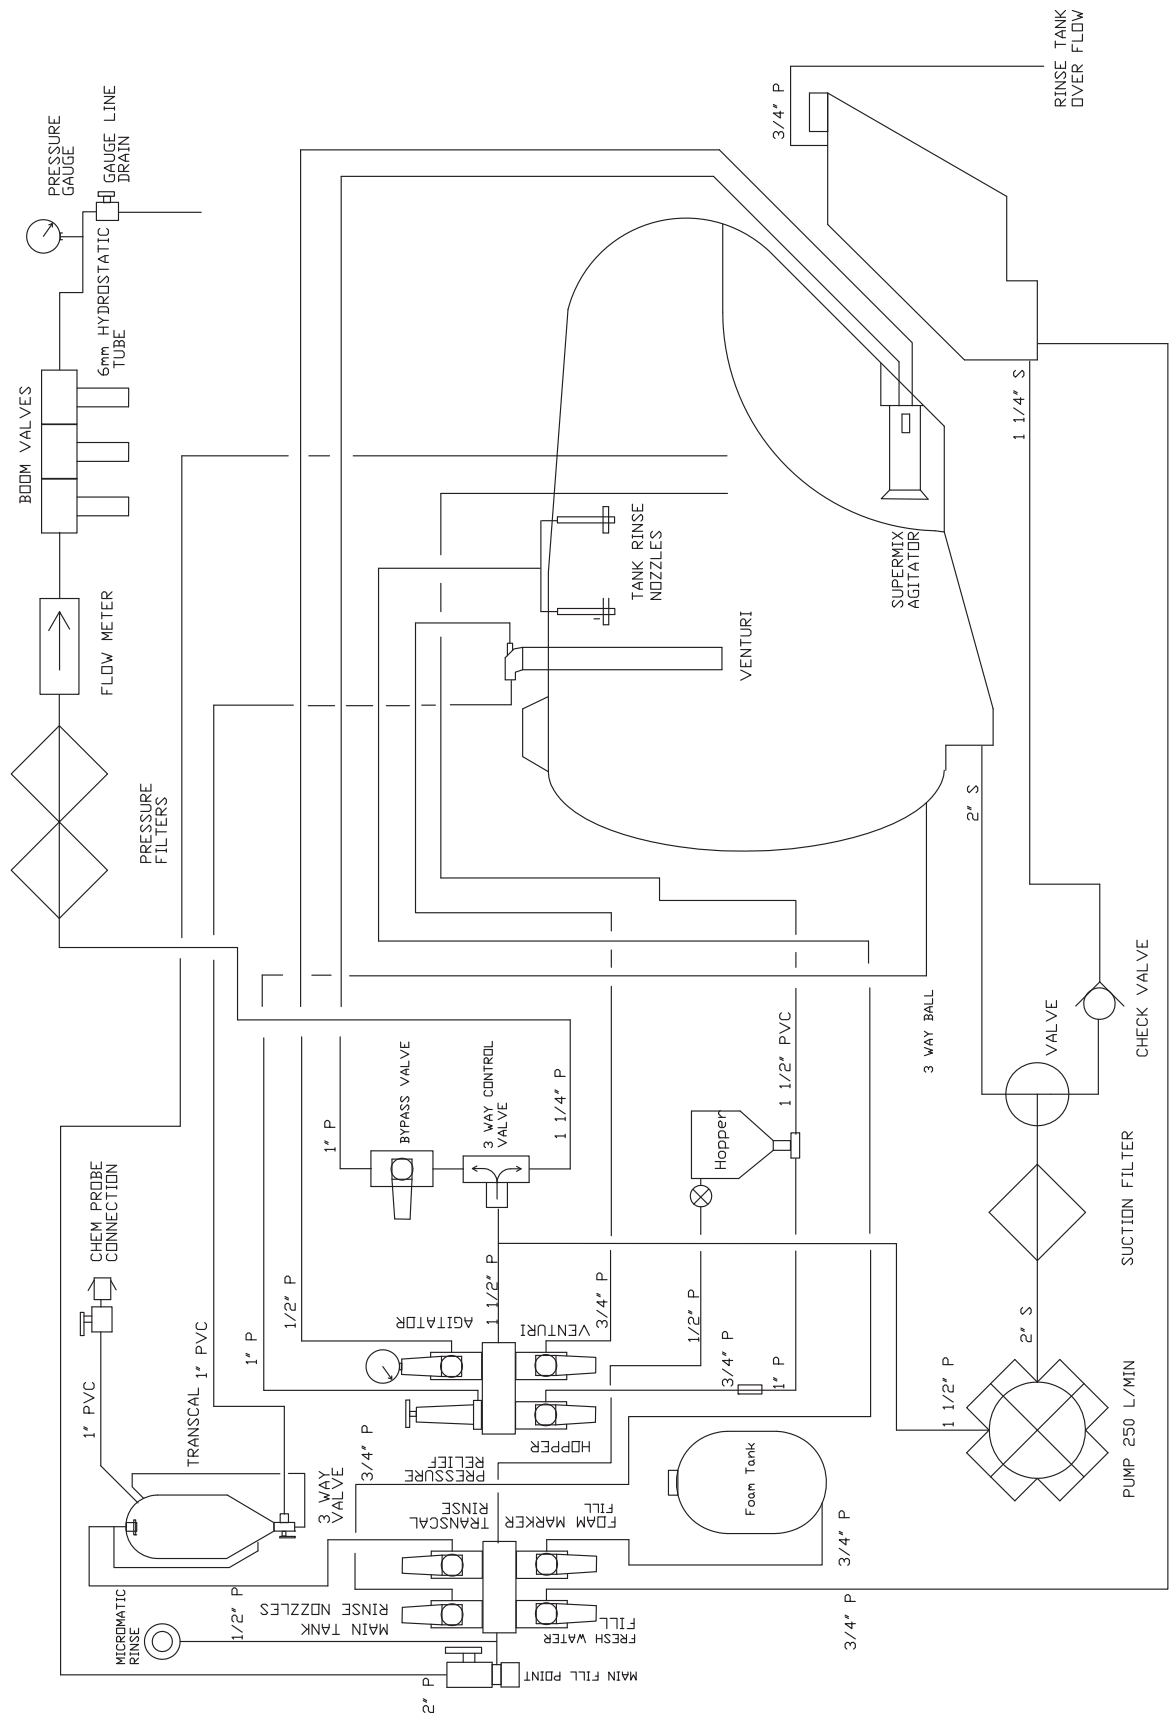 RINSE TANK
OVER FLOW
3/4" P
PRESSURE
GAUGE
GAUGE LINE
DRAIN
6mm HYDROSTATIC
TUBE
BOOM VALVES
1 1/4" S
TANK RINSE
NOZZLES
SUPERMIX
AGITATOR
FLOW METER
VENTURI
PRESSURE
FILTERS
2" S
3 WAY BALL
VALVE
CHECK VALVE
1" P
BYPASS VALVE
3 WAY CONTROL
VALVE
1 1/4" P
1 1/2" PVC
Hopper
CHEM PROBE
CONNECTION
SUCTION FILTER
1/2" P
1 1/2" P
3/4" P
1/2" P
AGITATOR
VENTURI
1" PVC
TRANSCAL
1" PVC
1" P
3/4" P
1" P
2" S
1 1/2" P
PUMP 250 L/MIN
HOPPER
PRESSURE
RELIEF
3/4" P
3 WAY
VALVE
Foam Tank
TRANSCAL
RINSE
FOAM MARKER
FILL
3/4" P
MICROMATIC
RINSE
1/2" P
MAIN TANK
RINSE NOZZLES
FRESH WATER
FILL
3/4" P
MAIN FILL POINT
2" P